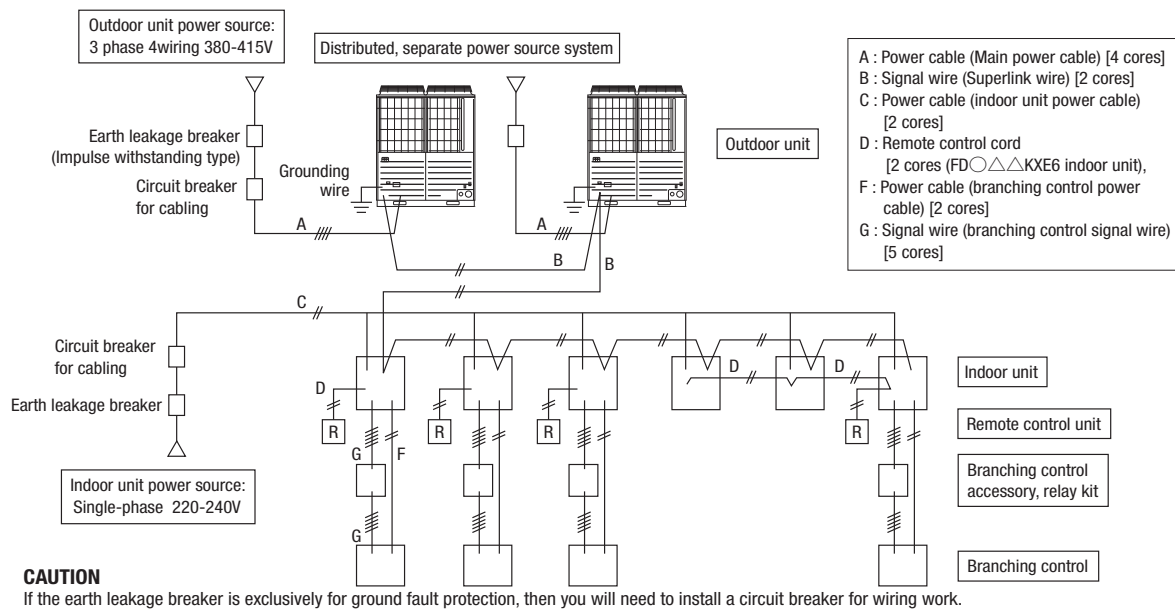 Outdoor unit power source:
3 phase 4wiring 380-415V
Distributed, separate power source system
A : Power cable (Main power cable) [4 cores]
B : Signal wire (Superlink wire) [2 cores]
C : Power cable (indoor unit power cable)
[2 cores]
D : Remote control cord
[2 cores (FD○△△KXE6 indoor unit),
F : Power cable (branching control power
cable) [2 cores]
G : Signal wire (branching control signal wire)
[5 cores]
Earth leakage breaker
(Impulse withstanding type)
Circuit breaker
for cabling
Grounding
wire
Outdoor unit
A
A
B
B
C
Circuit breaker
for cabling
Earth leakage breaker
Indoor unit power source:
Single-phase 220-240V
D
D
D
Indoor unit
R
R
R
R
Remote control unit
G
F
Branching control
accessory, relay kit
G
Branching control
CAUTION
If the earth leakage breaker is exclusively for ground fault protection, then you will need to install a circuit breaker for wiring work.